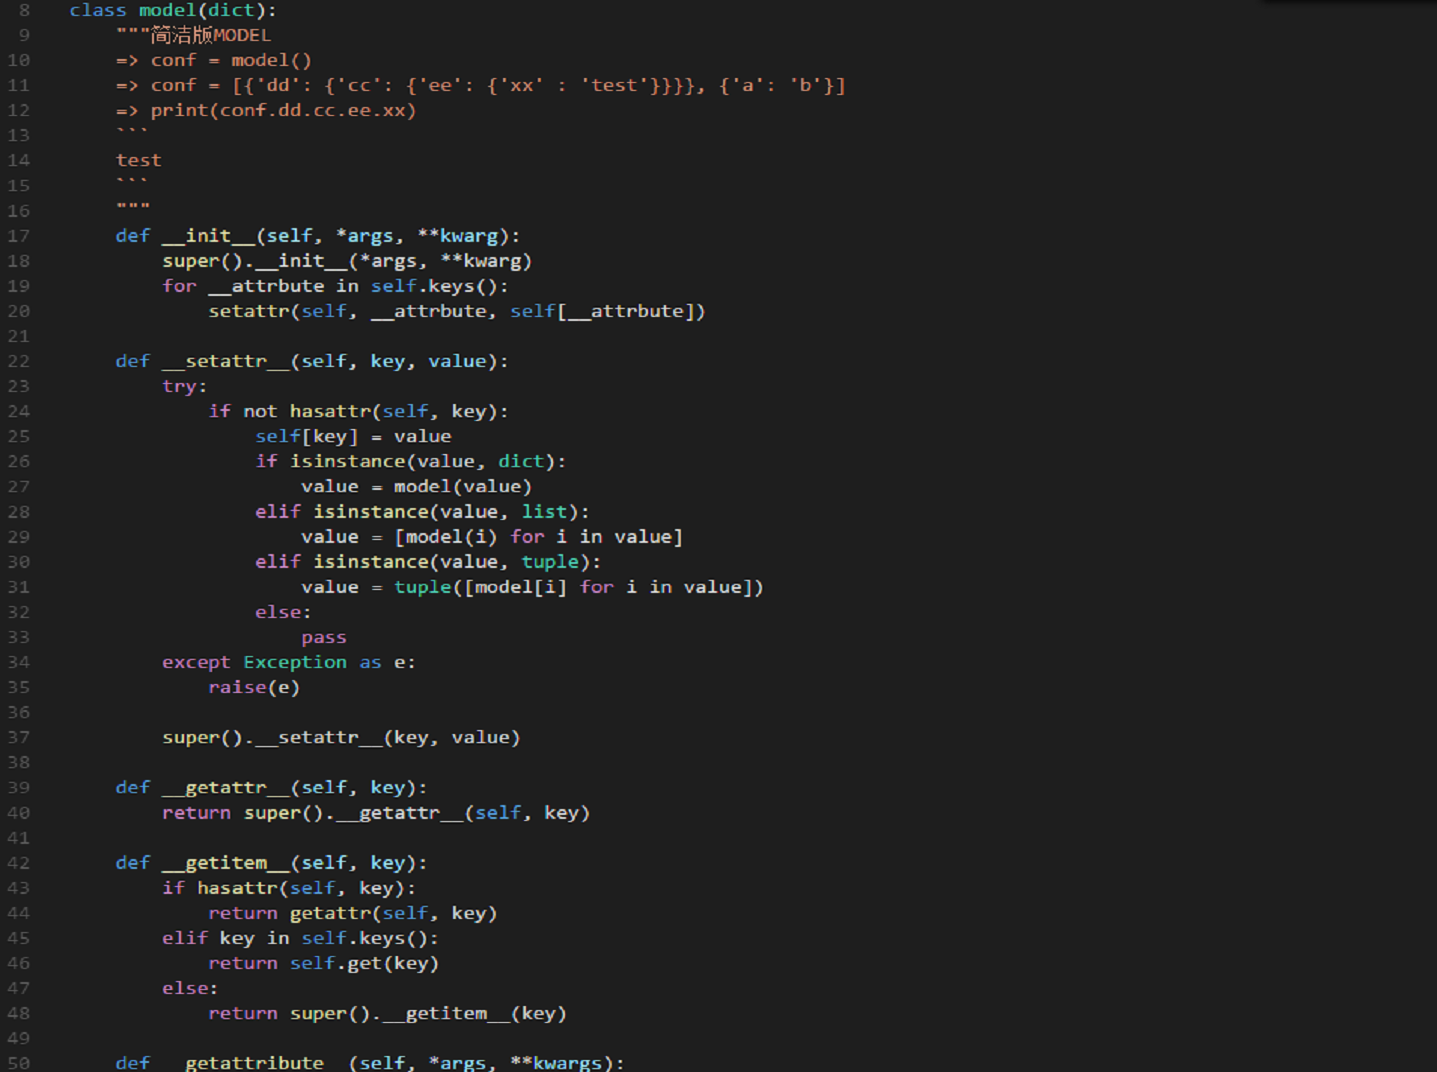 8 class model(dict):
9     """简洁版MODEL
10     => conf = model()
11     => conf = [{'dd': {'cc': {'ee': {'xx' : 'test'}}}}, {'a': 'b'}]
12     => print(conf.dd.cc.ee.xx)
13     ```
14     test
15     ```
16     """
17     def __init__(self, *args, **kwarg):
18         super().__init__(*args, **kwarg)
19         for __attrbute in self.keys():
20             setattr(self, __attrbute, self[__attrbute])
21
22     def __setattr__(self, key, value):
23         try:
24             if not hasattr(self, key):
25                 self[key] = value
26                 if isinstance(value, dict):
27                     value = model(value)
28                 elif isinstance(value, list):
29                     value = [model(i) for i in value]
30                 elif isinstance(value, tuple):
31                     value = tuple([model[i] for i in value])
32                 else:
33                     pass
34         except Exception as e:
35             raise(e)
36
37         super().__setattr__(key, value)
38
39     def __getattr__(self, key):
40         return super().__getattr__(self, key)
41
42     def __getitem__(self, key):
43         if hasattr(self, key):
44             return getattr(self, key)
45         elif key in self.keys():
46             return self.get(key)
47         else:
48             return super().__getitem__(key)
49
50     def __getattribute__(self, *args, **kwargs):